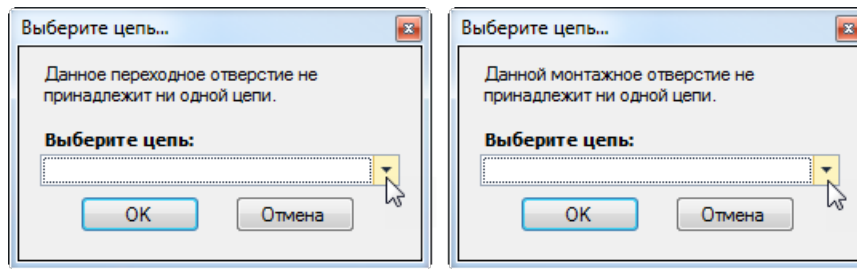 Выберите цепь...
Данное переходное отверстие не
принадлежит ни одной цепи.
Выберите цепь:
OK
Отмена
Выберите цепь...
Данной монтажное отверстие не
принадлежит ни одной цепи.
Выберите цепь:
OK
Отмена